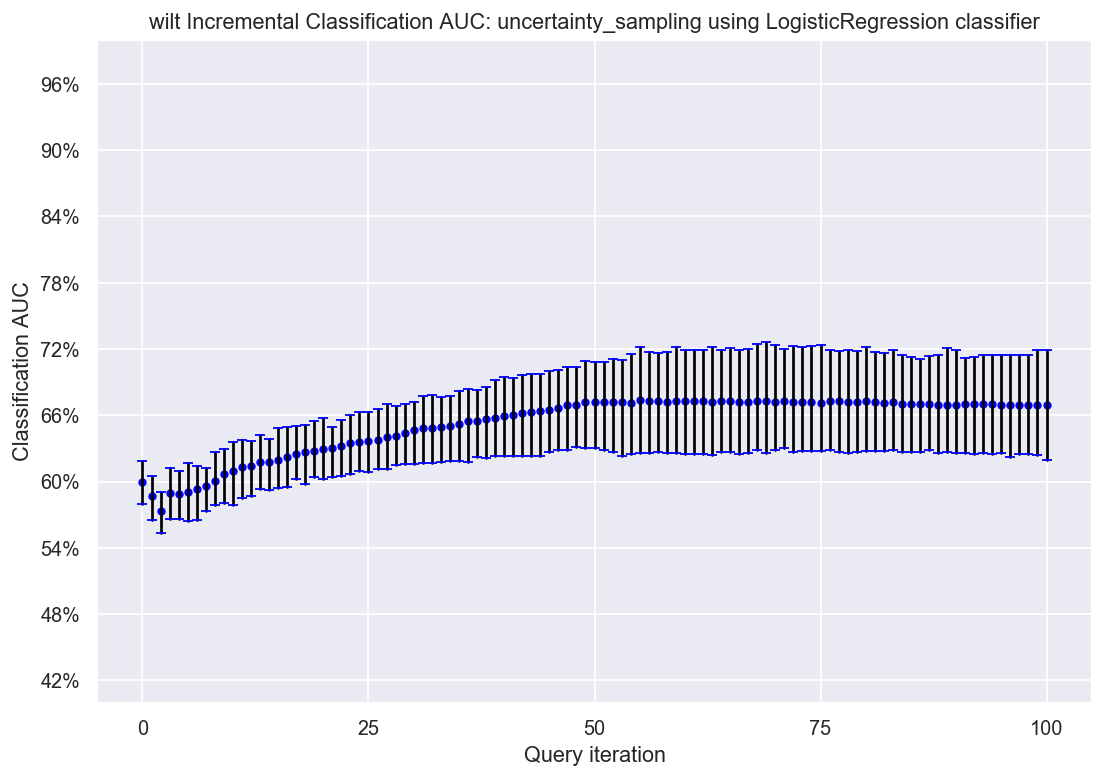 wilt Incremental Classification AUC: uncertainty_sampling using LogisticRegression classifier
96%
90%
84%
78%
72%
66%
60%
54%
48%
42%
Classification AUC
0 25 50 75 100
Query iteration